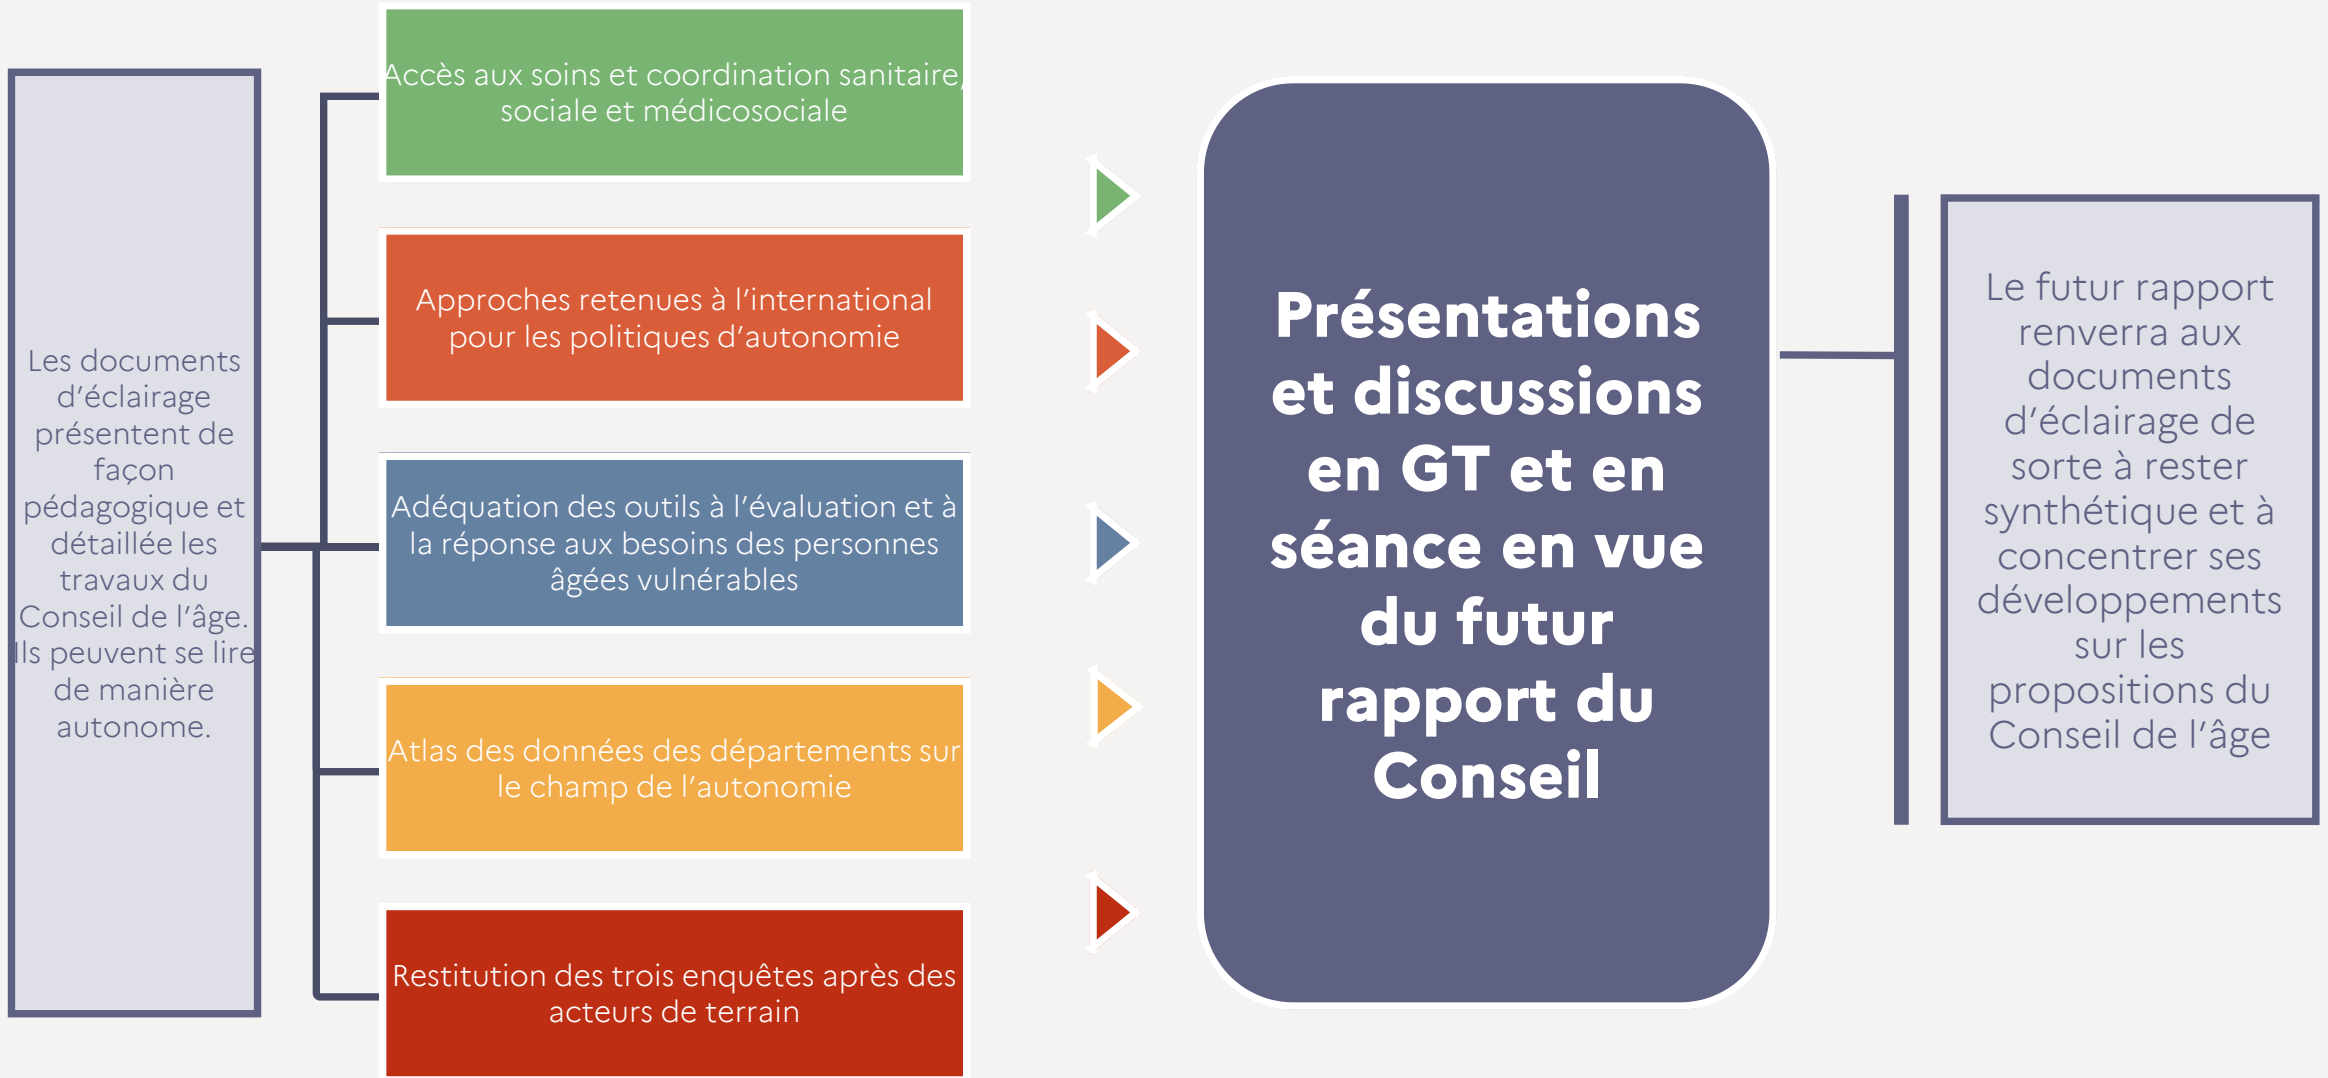 Les documents
d'éclairage
présentent de
façon
pédagogique et
détaillée les
travaux du
Conseil de l'âge.
Ils peuvent se lire
de manière
autonome.
Accès aux soins et coordination sanitaire,
sociale et médicosociale
Approches retenues à l'international
pour les politiques d'autonomie
Adéquation des outils à l'évaluation et à
la réponse aux besoins des personnes
âgées vulnérables
Atlas des données des départements sur
le champ de l'autonomie
Restitution des trois enquêtes après des
acteurs de terrain
Présentations
et discussions
en GT et en
séance en vue
du futur
rapport du
Conseil
Le futur rapport
renverra aux
documents
d'éclairage de
sorte à rester
synthétique et à
concentrer ses
développements
sur les
propositions du
Conseil de l'âge